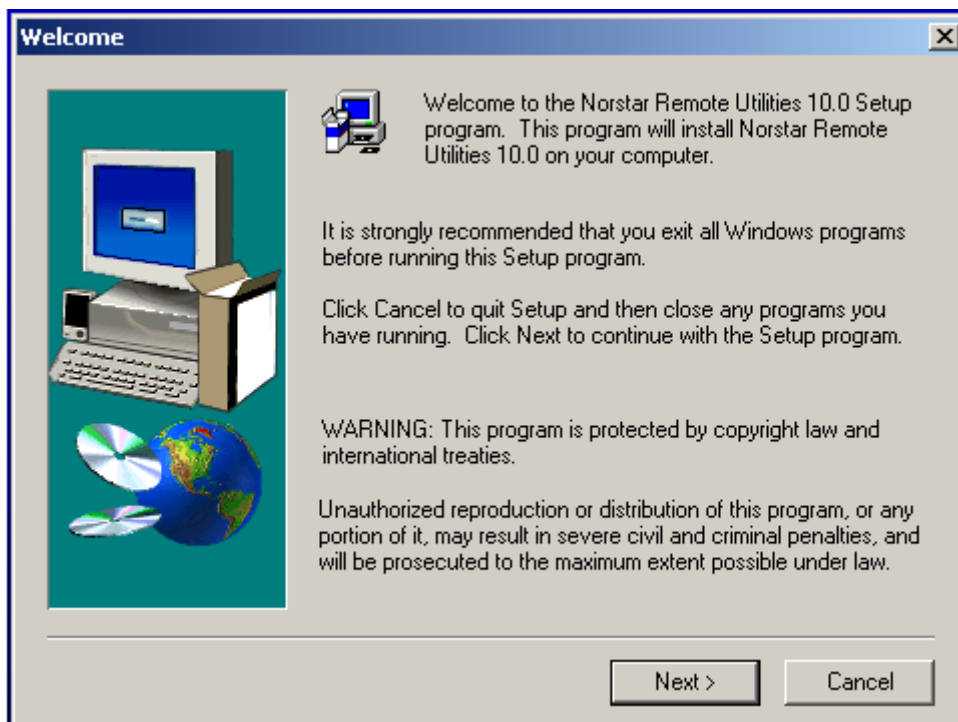 Welcome
Welcome to the Norstar Remote Utilities 10.0 Setup
program.  This program will install Norstar Remote
Utilities 10.0 on your computer.
It is strongly recommended that you exit all Windows programs
before running this Setup program.
Click Cancel to quit Setup and then close any programs you
have running.  Click Next to continue with the Setup program.
WARNING: This program is protected by copyright law and
international treaties.
Unauthorized reproduction or distribution of this program, or any
portion of it, may result in severe civil and criminal penalties, and
will be prosecuted to the maximum extent possible under law.
Next >
Cancel